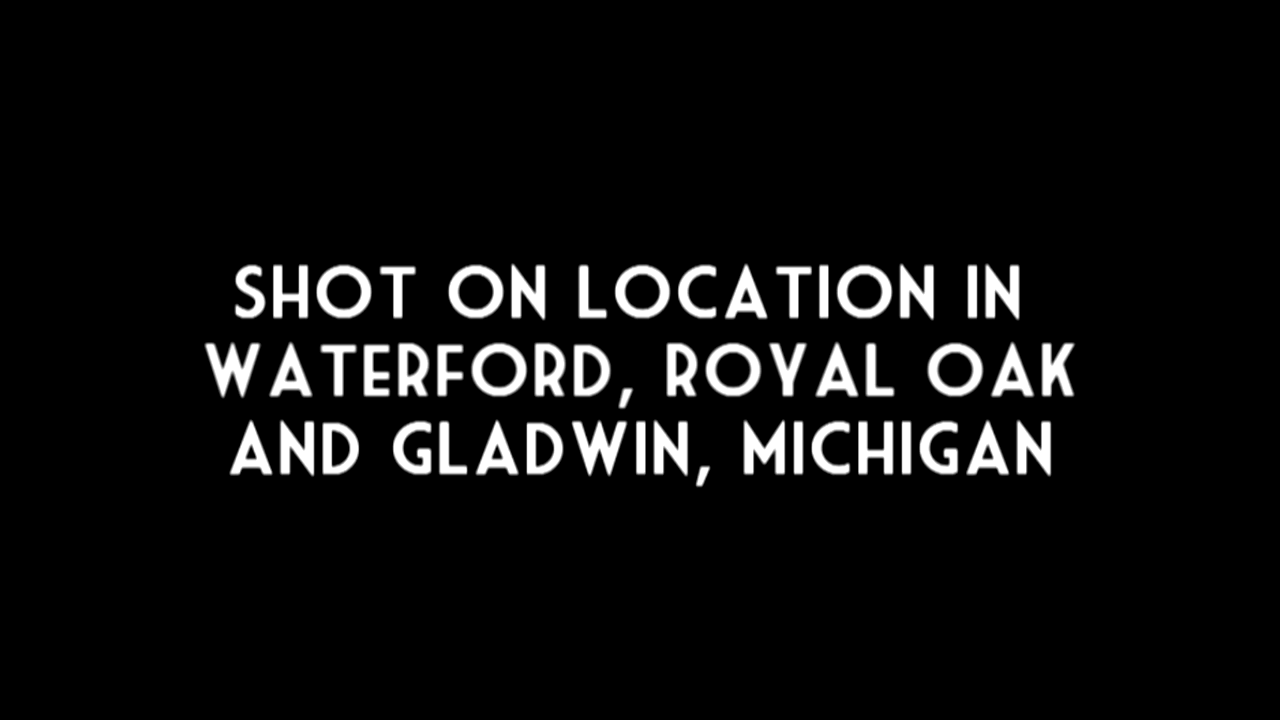 SHOT ON LOCATION IN
WATERFORD, ROYAL OAK
AND GLADWIN, MICHIGAN